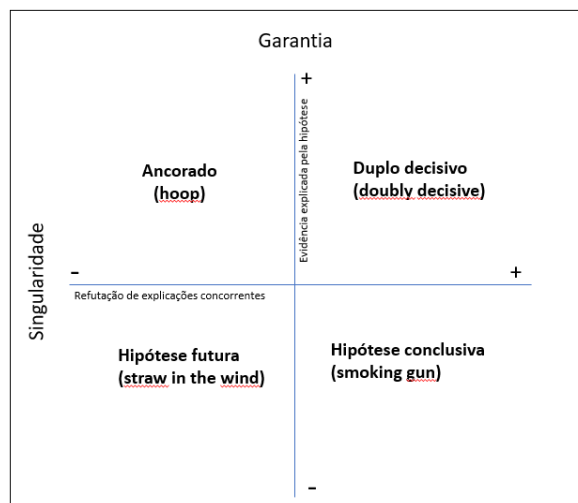 Garantia
+
Evidência explicada pela hipótese
Ancorado
(hoop)
Duplo decisivo
(doubly decisive)
Singularidade
-
+
Refutação de explicações concorrentes
Hipótese futura
(straw in the wind)
Hipótese conclusiva
(smoking gun)
-